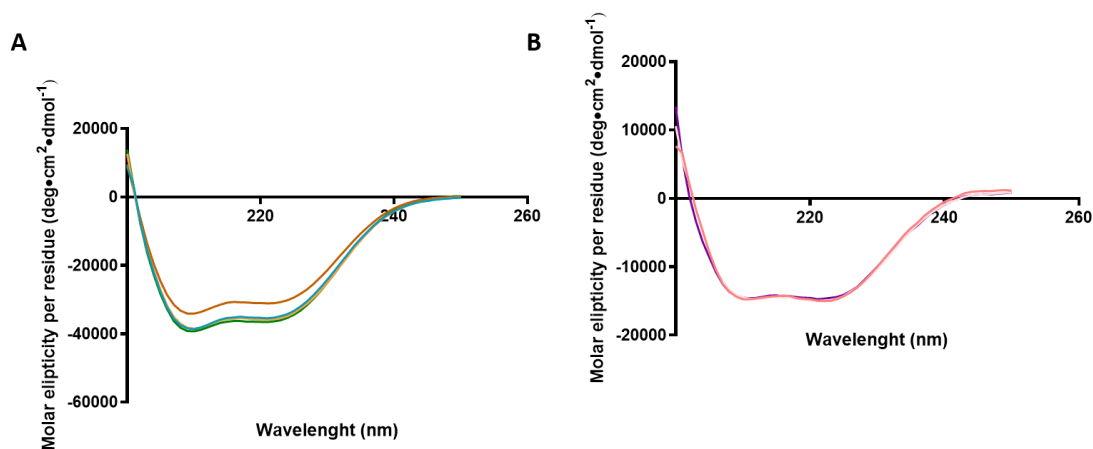 A
Molar elipticity per residue (deg●cm²●dmol⁻¹)
20000
0
-20000
-40000
-60000
220
240
260
Wavelenght (nm)
B
Molar elipticity per residue (deg●cm²●dmol⁻¹)
20000
10000
0
-10000
-20000
220
240
260
Wavelenght (nm)